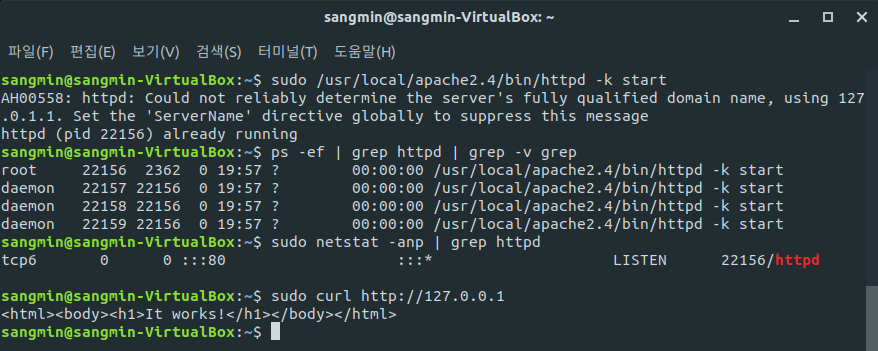 sangmin@sangmin-VirtualBox: ~
파일(F) 편집(E) 보기(V) 검색(S) 터미널(T) 도움말(H)
sangmin@sangmin-VirtualBox:~$ sudo /usr/local/apache2.4/bin/httpd -k start
AH00558: httpd: Could not reliably determine the server's fully qualified domain name, using 127
.0.1.1. Set the 'ServerName' directive globally to suppress this message
httpd (pid 22156) already running
sangmin@sangmin-VirtualBox:~$ ps -ef | grep httpd | grep -v grep
root     22156  2362  0 19:57 ?        00:00:00 /usr/local/apache2.4/bin/httpd -k start
daemon   22157 22156  0 19:57 ?        00:00:00 /usr/local/apache2.4/bin/httpd -k start
daemon   22158 22156  0 19:57 ?        00:00:00 /usr/local/apache2.4/bin/httpd -k start
daemon   22159 22156  0 19:57 ?        00:00:00 /usr/local/apache2.4/bin/httpd -k start
sangmin@sangmin-VirtualBox:~$ sudo netstat -anp | grep httpd
tcp6       0      0 :::80                   :::*                    LISTEN      22156/httpd
sangmin@sangmin-VirtualBox:~$ sudo curl http://127.0.0.1
<html><body><h1>It works!</h1></body></html>
sangmin@sangmin-VirtualBox:~$